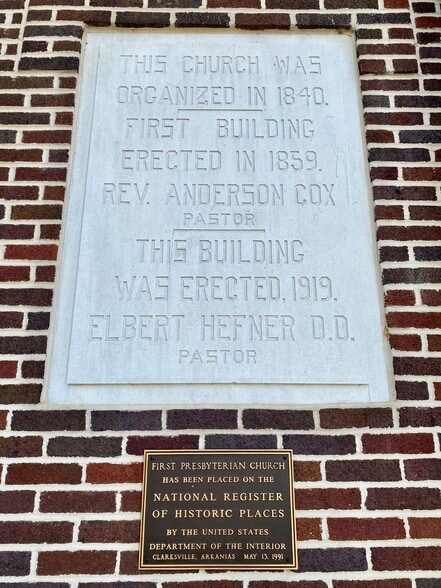 THIS CHURCH WAS
ORGANIZED IN 1840.
FIRST BUILDING
ERECTED IN 1859.
REV. ANDERSON COX
PASTOR
THIS BUILDING
WAS ERECTED, 1919.
ELBERT HEFNER D.D.
PASTOR
FIRST PRESBYTERIAN CHURCH
HAS BEEN PLACED ON THE
NATIONAL REGISTER
OF HISTORIC PLACES
BY THE UNITED STATES
DEPARTMENT OF THE INTERIOR
CLARKSVILLE, ARKANSAS MAY 13, 1991